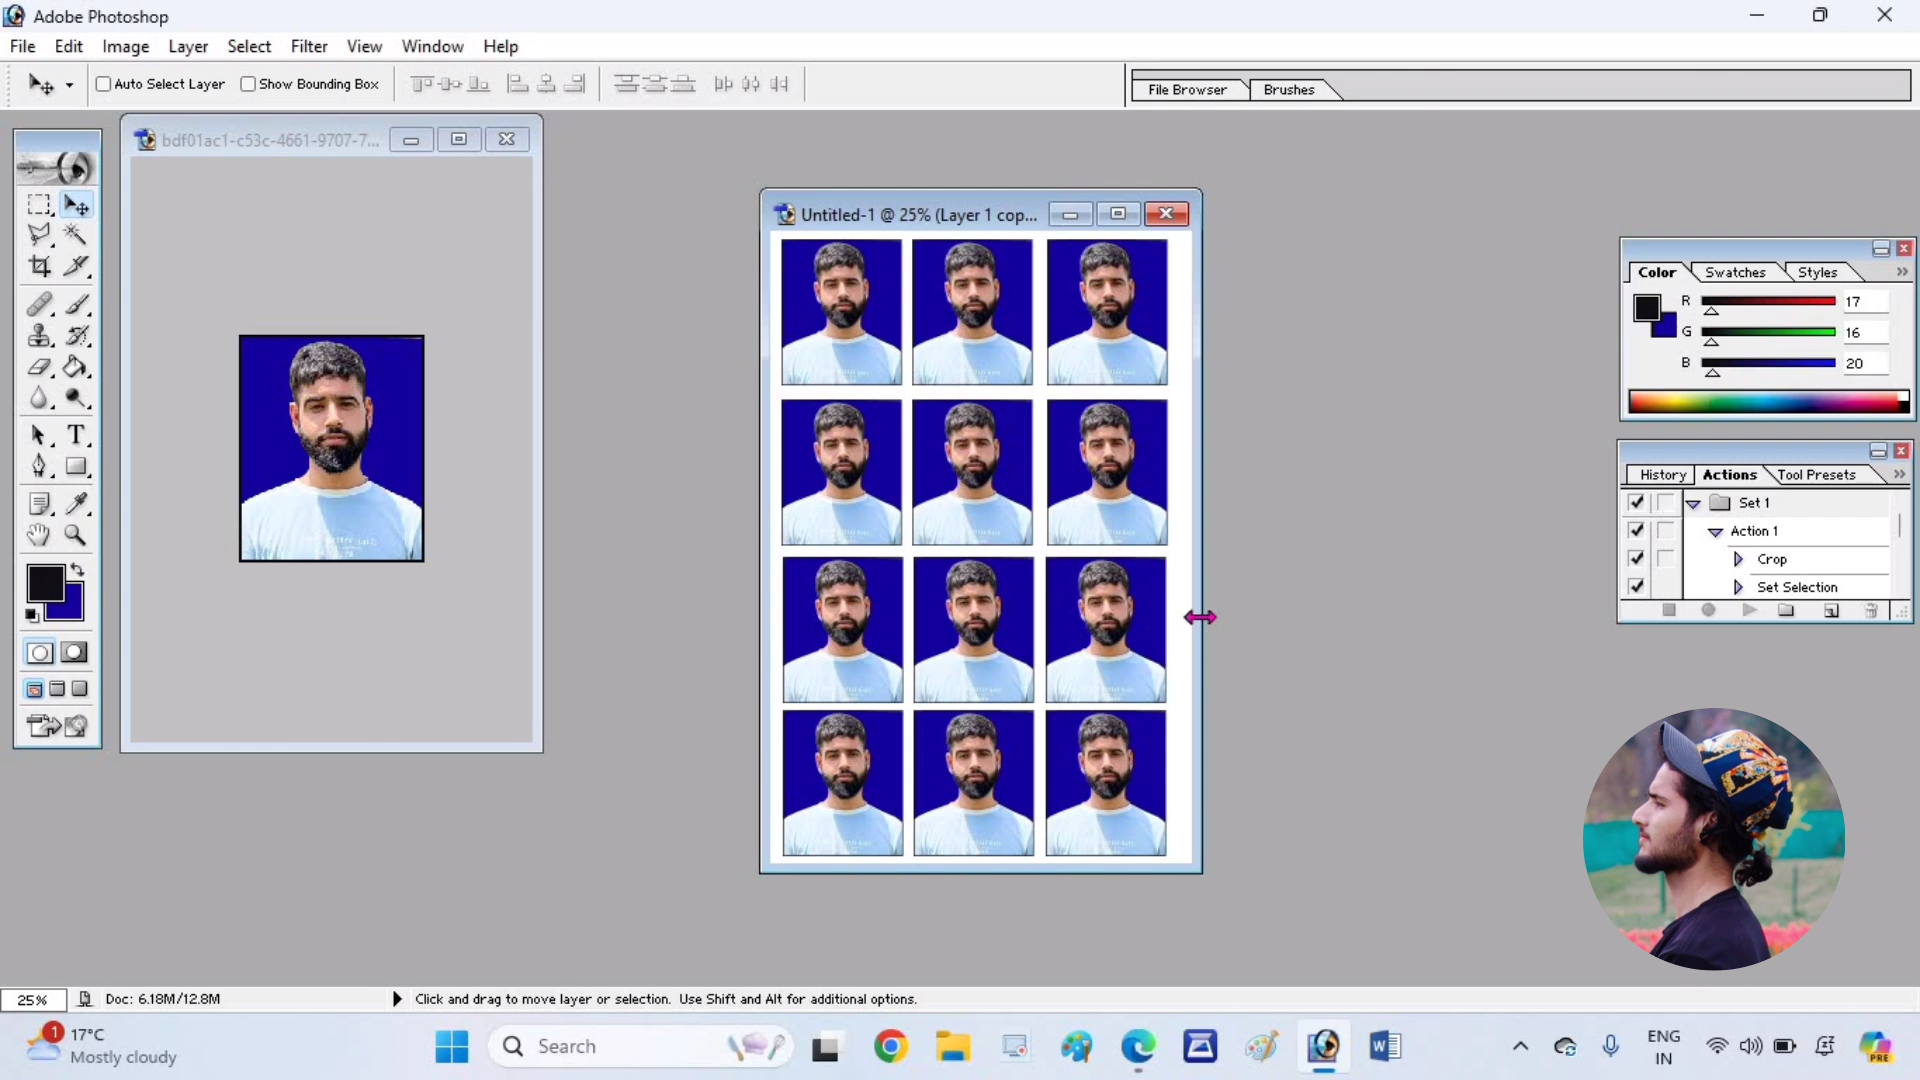 Adobe Photoshop
File Edit Image Layer Select Filter View Window Help
Auto Select Layer Show Bounding Box
File Browser Brushes
bdf01ac1-c53c-4661-9707-7...
Untitled-1 @ 25% (Layer 1 cop...
Color Swatches Styles
R 17
G 16
B 20
History Actions Tool Presets
Set 1
Action 1
Crop
Set Selection
25% Doc: 6.18M/12.8M Click and drag to move layer or selection. Use Shift and Alt for additional options.
1
17°C
Mostly cloudy
Search
W
ENG
IN
PRE